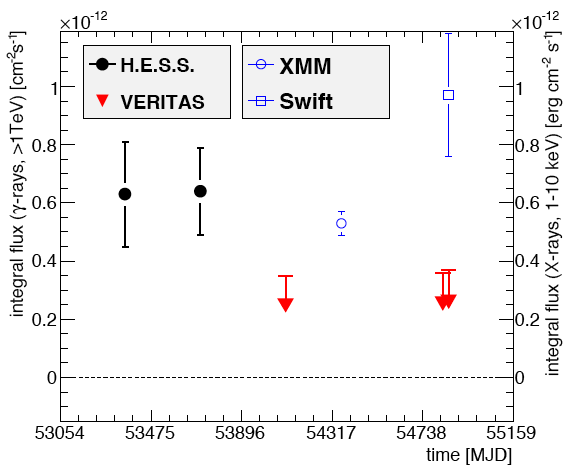 ×10⁻¹² ×10⁻¹²
integral flux (γ-rays, >1TeV) [cm⁻²s⁻¹]
H.E.S.S.
VERITAS
XMM
Swift
1
0.8
0.6
0.4
0.2
0
1
0.8
0.6
0.4
0.2
0
integral flux (X-rays, 1-10 keV) [erg cm⁻² s⁻¹]
53054 53475 53896 54317 54738 55159
time [MJD]